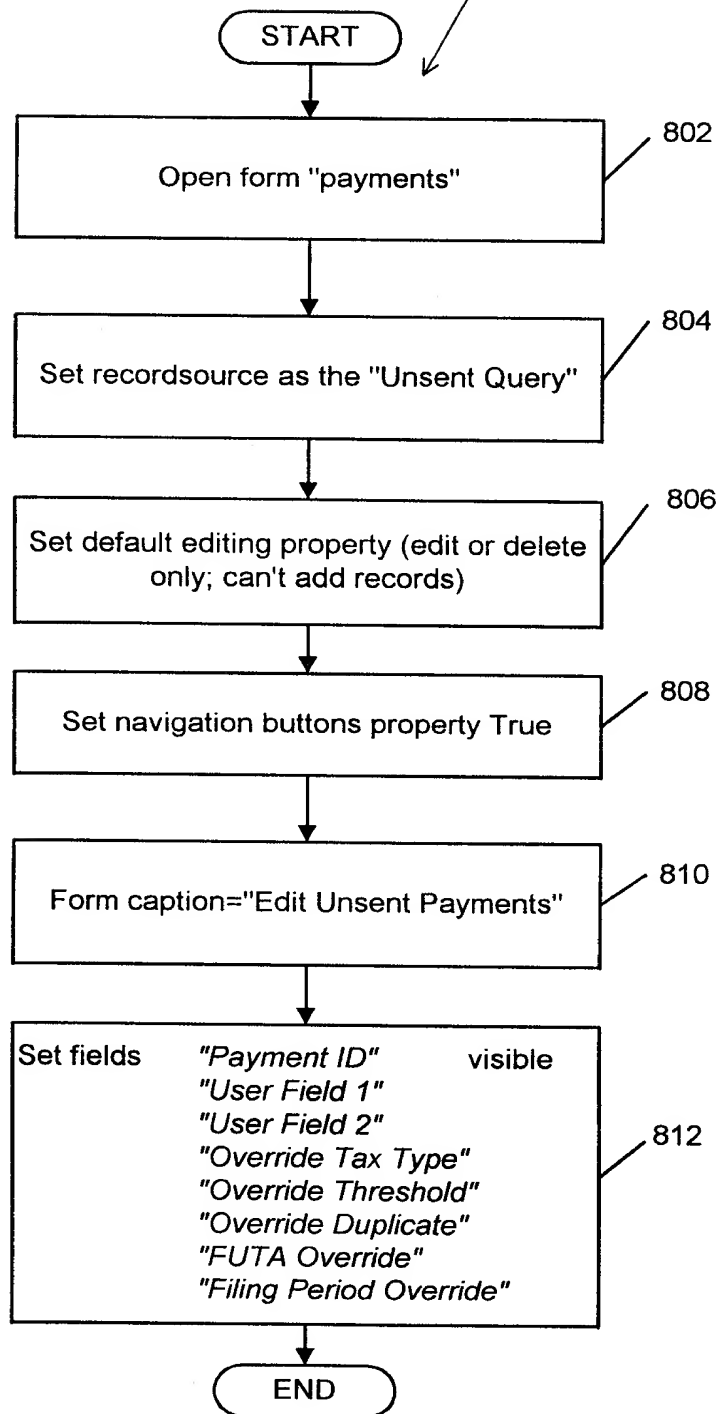 START
802
Open form "payments"
804
Set recordsource as the "Unsent Query"
806
Set default editing property (edit or delete
only; can't add records)
808
Set navigation buttons property True
810
Form caption="Edit Unsent Payments"
Set fields "Payment ID" visible
"User Field 1"
"User Field 2"
"Override Tax Type"
812
"Override Threshold"
"Override Duplicate"
"FUTA Override"
"Filing Period Override"
END